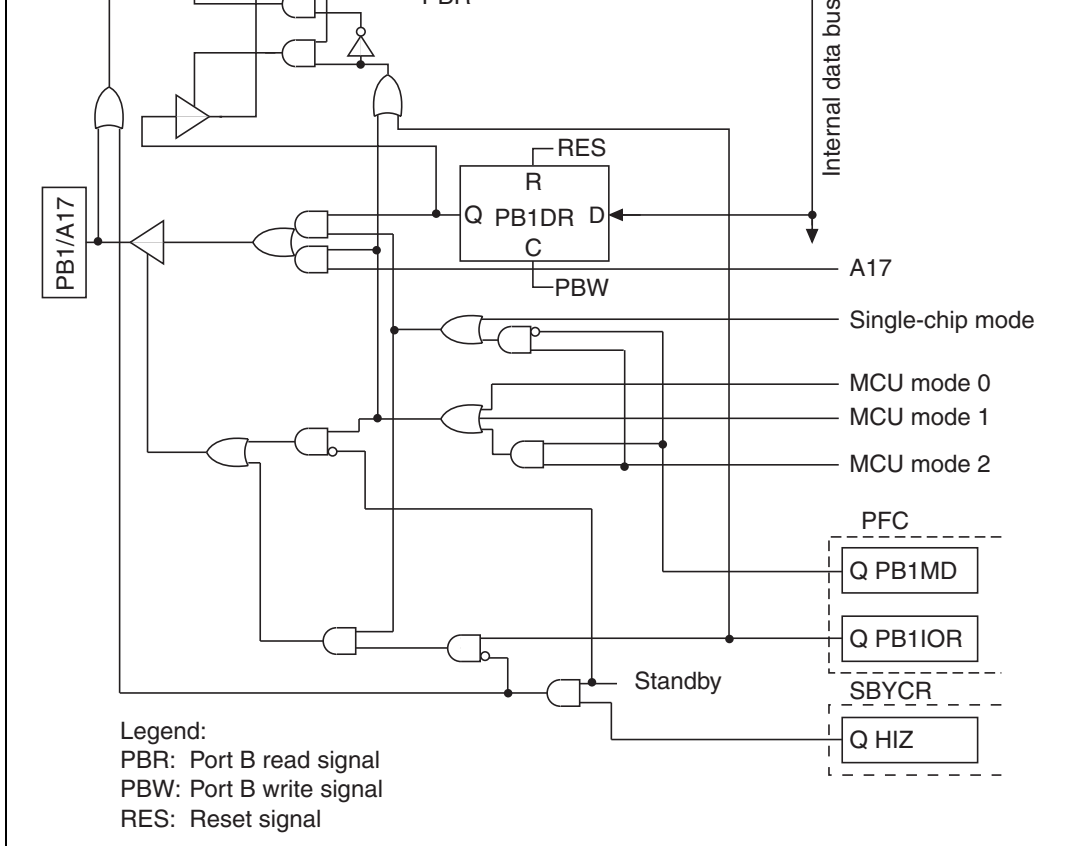 PBR
Internal data bus
RES
R
Q PB1DR D
C
PBW
PB1/A17
A17
Single-chip mode
MCU mode 0
MCU mode 1
MCU mode 2
PFC
Q PB1MD
Q PB1IOR
Standby
SBYCR
Q HIZ
Legend:
PBR: Port B read signal
PBW: Port B write signal
RES: Reset signal